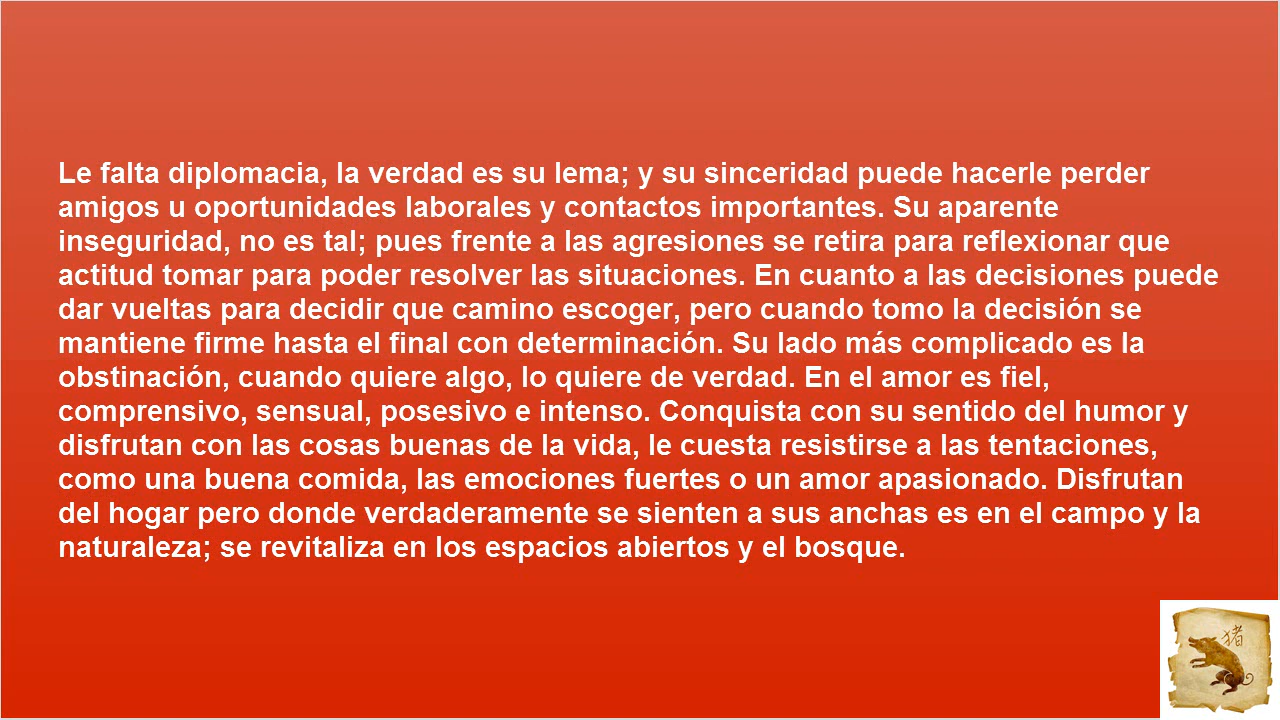 Le falta diplomacia, la verdad es su lema; y su sinceridad puede hacerle perder
amigos u oportunidades laborales y contactos importantes. Su aparente
inseguridad, no es tal; pues frente a las agresiones se retira para reflexionar que
actitud tomar para poder resolver las situaciones. En cuanto a las decisiones puede
dar vueltas para decidir que camino escoger, pero cuando tomo la decisión se
mantiene firme hasta el final con determinación. Su lado más complicado es la
obstinación, cuando quiere algo, lo quiere de verdad. En el amor es fiel,
comprensivo, sensual, posesivo e intenso. Conquista con su sentido del humor y
disfrutan con las cosas buenas de la vida, le cuesta resistirse a las tentaciones,
como una buena comida, las emociones fuertes o un amor apasionado. Disfrutan
del hogar pero donde verdaderamente se sienten a sus anchas es en el campo y la
naturaleza; se revitaliza en los espacios abiertos y el bosque.
猪